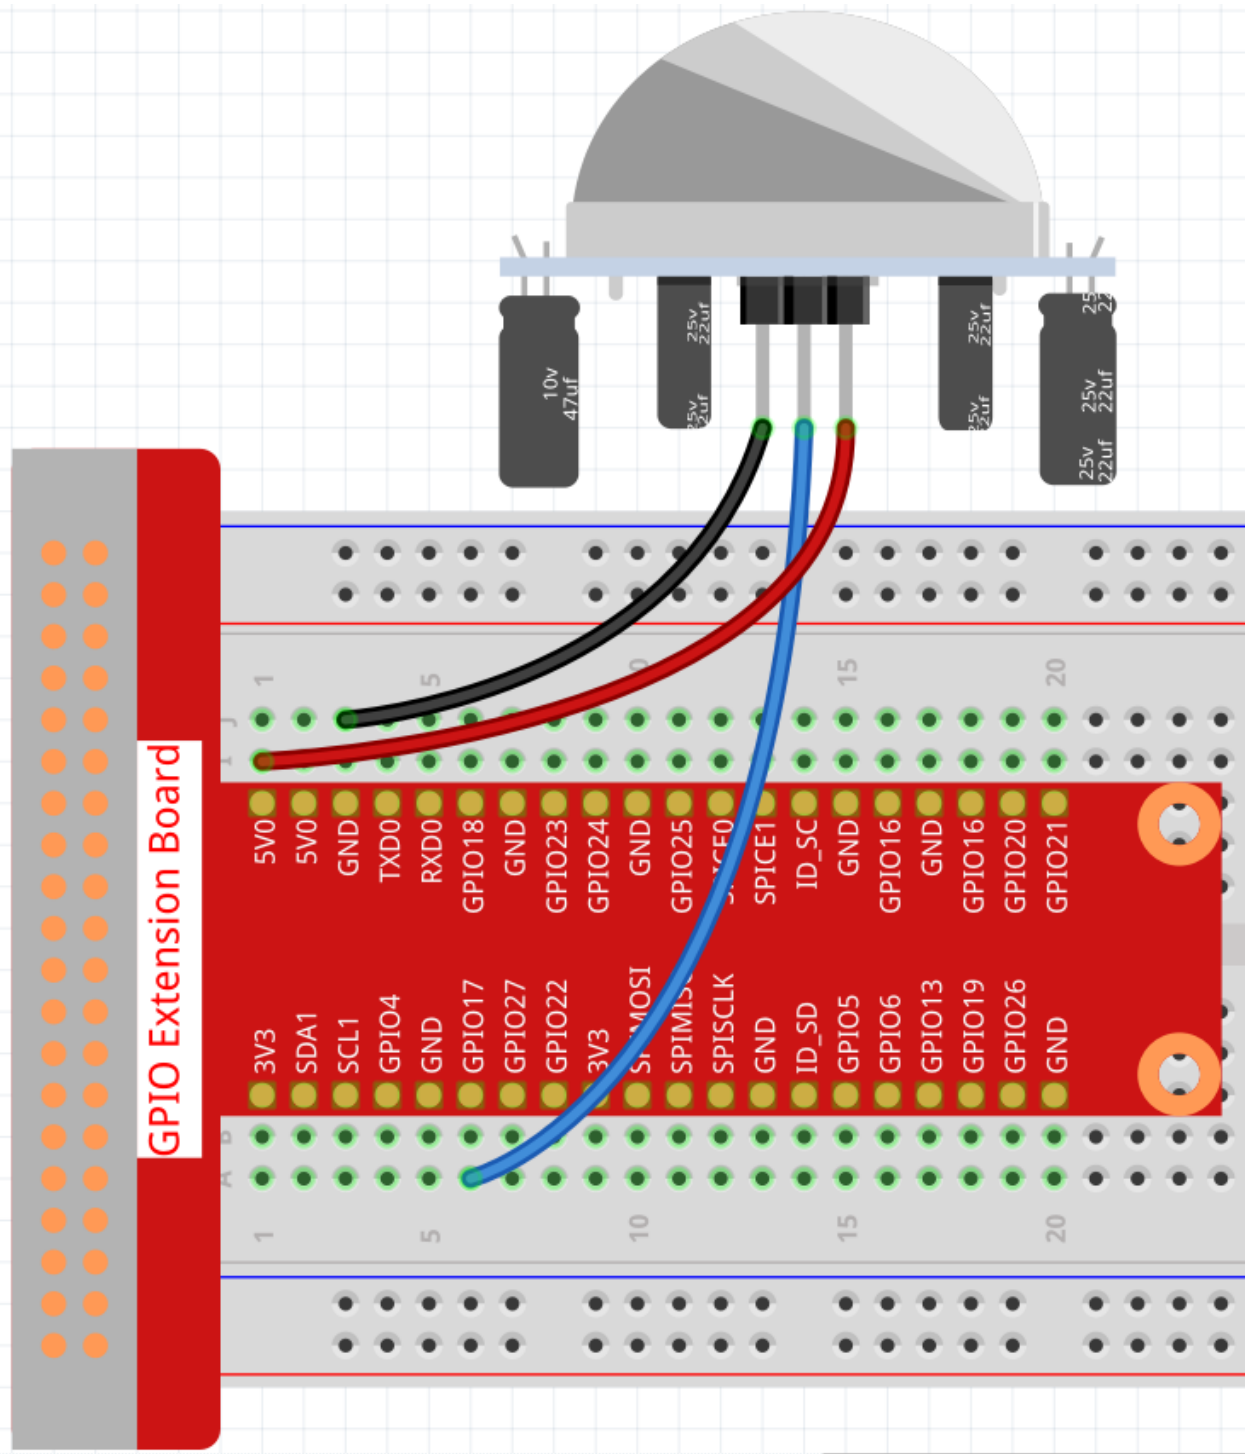 10v
47uf
25v
22uf
25v
22uf
25v
22uf
25v
22uf
25v
22uf
1
5
15
20
J
I
5V0
5V0
GND
TXD0
RXD0
GPIO18
GND
GPIO23
GPIO24
GND
GPIO25
SPICE1
ID_SC
GND
GPIO16
GND
GPIO16
GPIO20
GPIO21
GPIO Extension Board
3V3
SDA1
SCL1
GPIO4
GND
GPIO17
GPIO27
GPIO22
3V3
SPIMOSI
SPIMISO
SPISCLK
GND
ID_SD
GPIO5
GPIO6
GPIO13
GPIO19
GPIO26
GND
B
A
1
5
10
15
20